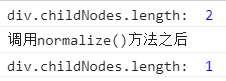 div.childNodes.length:  2
调用normalize()方法之后
div.childNodes.length:  1